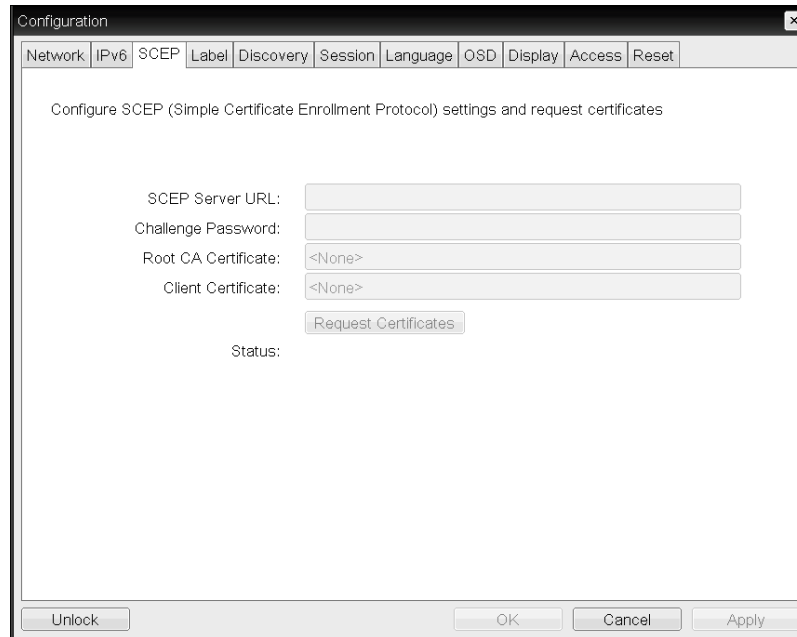 Configuration
Network IPv6 SCEP Label Discovery Session Language OSD Display Access Reset
Configure SCEP (Simple Certificate Enrollment Protocol) settings and request certificates
SCEP Server URL:
Challenge Password:
Root CA Certificate: <None>
Client Certificate: <None>
Request Certificates
Status:
Unlock OK Cancel Apply